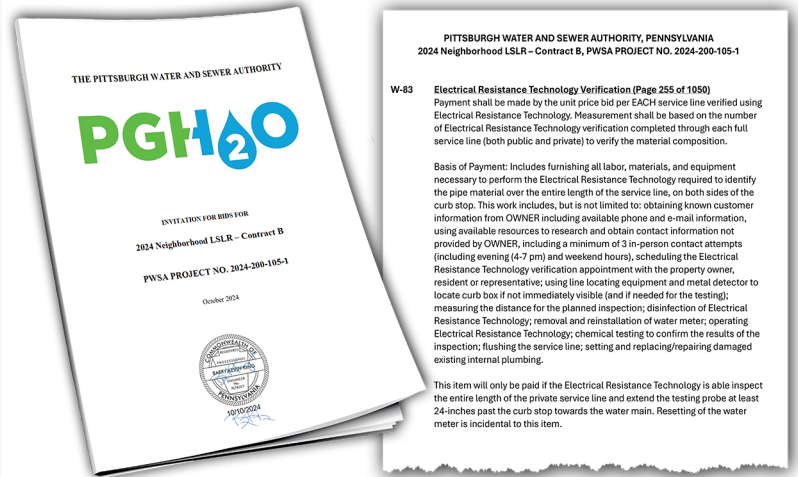 THE PITTSBURGH WATER AND SEWER AUTHORITY
PGH2O
INVITATION FOR BIDS FOR
2024 Neighborhood LSLR – Contract B
PWSA PROJECT NO. 2024-200-105-1
October 2024
COMMONWEALTH OF
REGISTERED
PROFESSIONAL
ENGINEER
PENNSYLVANIA
10/10/2024
PITTSBURGH WATER AND SEWER AUTHORITY, PENNSYLVANIA
2024 Neighborhood LSLR – Contract B, PWSA PROJECT NO. 2024-200-105-1
W-83 Electrical Resistance Technology Verification (Page 255 of 1050)
Payment shall be made by the unit price bid per EACH service line verified using
Electrical Resistance Technology. Measurement shall be based on the number
of Electrical Resistance Technology verification completed through each full
service line (both public and private) to verify the material composition.
Basis of Payment: Includes furnishing all labor, materials, and equipment
necessary to perform the Electrical Resistance Technology required to identify
the pipe material over the entire length of the service line, on both sides of the
curb stop. This work includes, but is not limited to: obtaining known customer
information from OWNER including available phone and e-mail information,
using available resources to research and obtain contact information not
provided by OWNER, including a minimum of 3 in-person contact attempts
(including evening (4-7 pm) and weekend hours), scheduling the Electrical
Resistance Technology verification appointment with the property owner,
resident or representative; using line locating equipment and metal detector to
locate curb box if not immediately visible (and if needed for the testing);
measuring the distance for the planned inspection; disinfection of Electrical
Resistance Technology; removal and reinstallation of water meter; operating
Electrical Resistance Technology; chemical testing to confirm the results of the
inspection; flushing the service line; setting and replacing/repairing damaged
existing internal plumbing.
This item will only be paid if the Electrical Resistance Technology is able inspect
the entire length of the private service line and extend the testing probe at least
24-inches past the curb stop towards the water main. Resetting of the water
meter is incidental to this item.